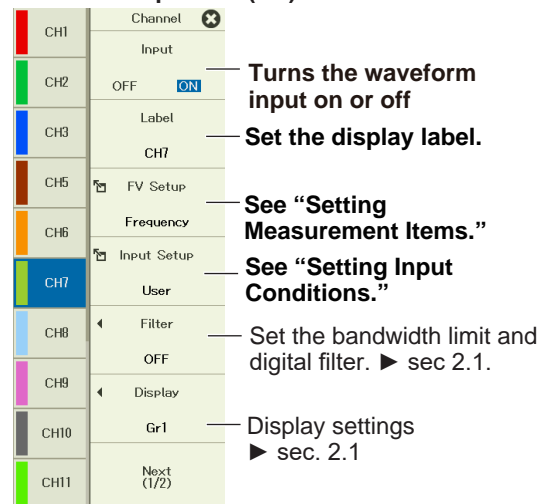 CH1
CH2
CH3
CH5
CH6
CH7
CH8
CH9
CH10
CH11
Channel
Input
OFF ON
Label
CH7
FV Setup
Frequency
Input Setup
User
Filter
OFF
Display
Gr1
Next
(1/2)
Turns the waveform
input on or off
Set the display label.
See “Setting
Measurement Items.”
See “Setting Input
Conditions.”
Set the bandwidth limit and
digital filter. ► sec 2.1.
Display settings
► sec. 2.1